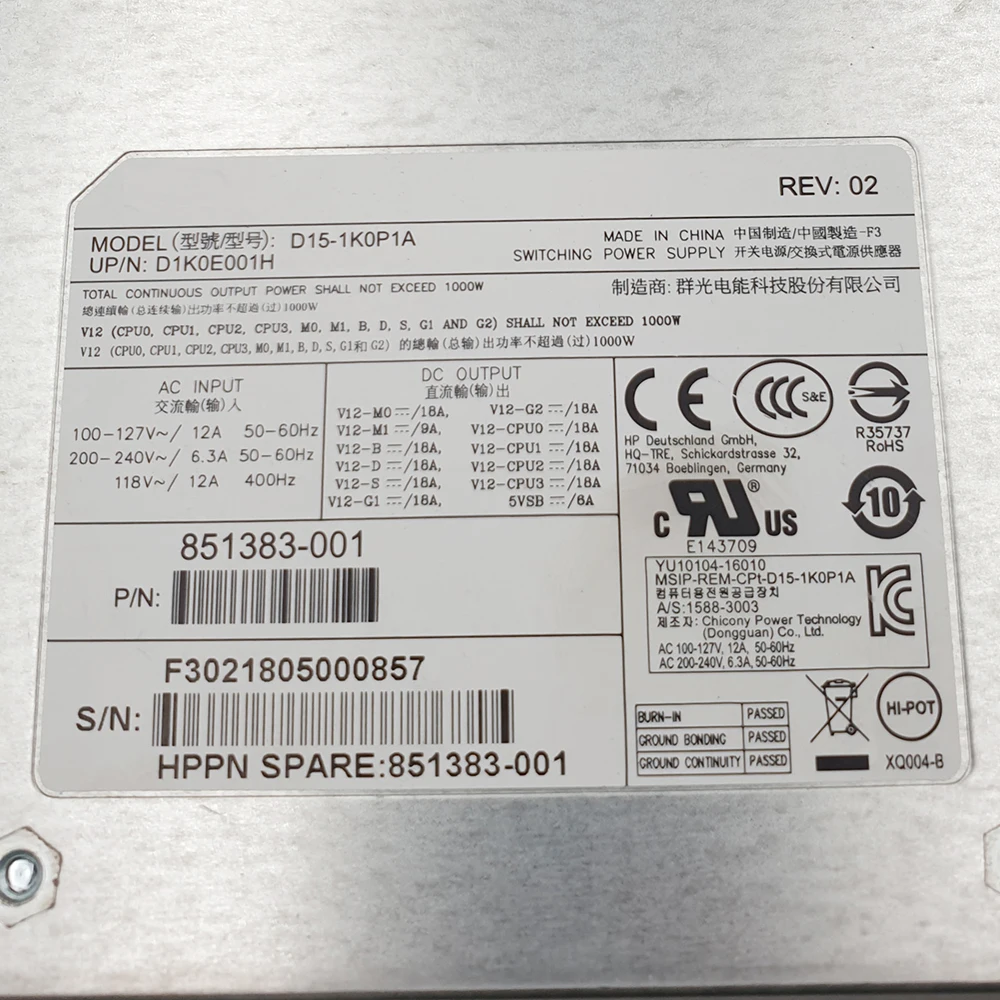 REV: 02
MODEL (型號/型号): D15-1K0P1A
UP/N: D1K0E001H
MADE IN CHINA 中国制造/中國製造-F3
SWITCHING POWER SUPPLY 开关电源/交換式電源供應器
TOTAL CONTINUOUS OUTPUT POWER SHALL NOT EXCEED 1000W
總連續輸(总连续输)出功率不超過(过)1000W
V12 (CPU0, CPU1, CPU2, CPU3, M0, M1, B, D, S, G1 AND G2) SHALL NOT EXCEED 1000W
V12 (CPU0, CPU1, CPU2, CPU3, M0, M1, B, D, S, G1和 G2) 的總輸(总输)出功率不超過(过)1000W
制造商: 群光电能科技股份有限公司
AC INPUT
交流輸(输)入
100-127V~/ 12A 50-60Hz
200-240V~/ 6.3A 50-60Hz
118V~/ 12A 400Hz
DC OUTPUT
直流輸(输)出
V12-M0⎓/18A, V12-G2⎓/18A
V12-M1⎓/9A, V12-CPU0⎓/18A
V12-B⎓/18A, V12-CPU1⎓/18A
V12-D⎓/18A, V12-CPU2⎓/18A
V12-S⎓/18A, V12-CPU3⎓/18A
V12-G1⎓/18A, 5VSB⎓/6A
CE
CCC S&E
R35737
RoHS
HP Deutschland GmbH,
HQ-TRE, Schickardstrasse 32,
71034 Boeblingen, Germany
c RU ® US
E143709
10
851383-001
P/N:
YU10104-16010
MSIP-REM-CPt-D15-1K0P1A
컴퓨터용전원공급장치
A/S:1588-3003
제조자: Chicony Power Technology
(Dongguan) Co., Ltd.
AC 100-127V, 12A, 50-60Hz
AC 200-240V, 6.3A, 50-60Hz
KC
F3021805000857
S/N:
HPPN SPARE:851383-001
BURN-IN PASSED
GROUND BONDING PASSED
GROUND CONTINUITY PASSED
HI-POT
XQ004-B